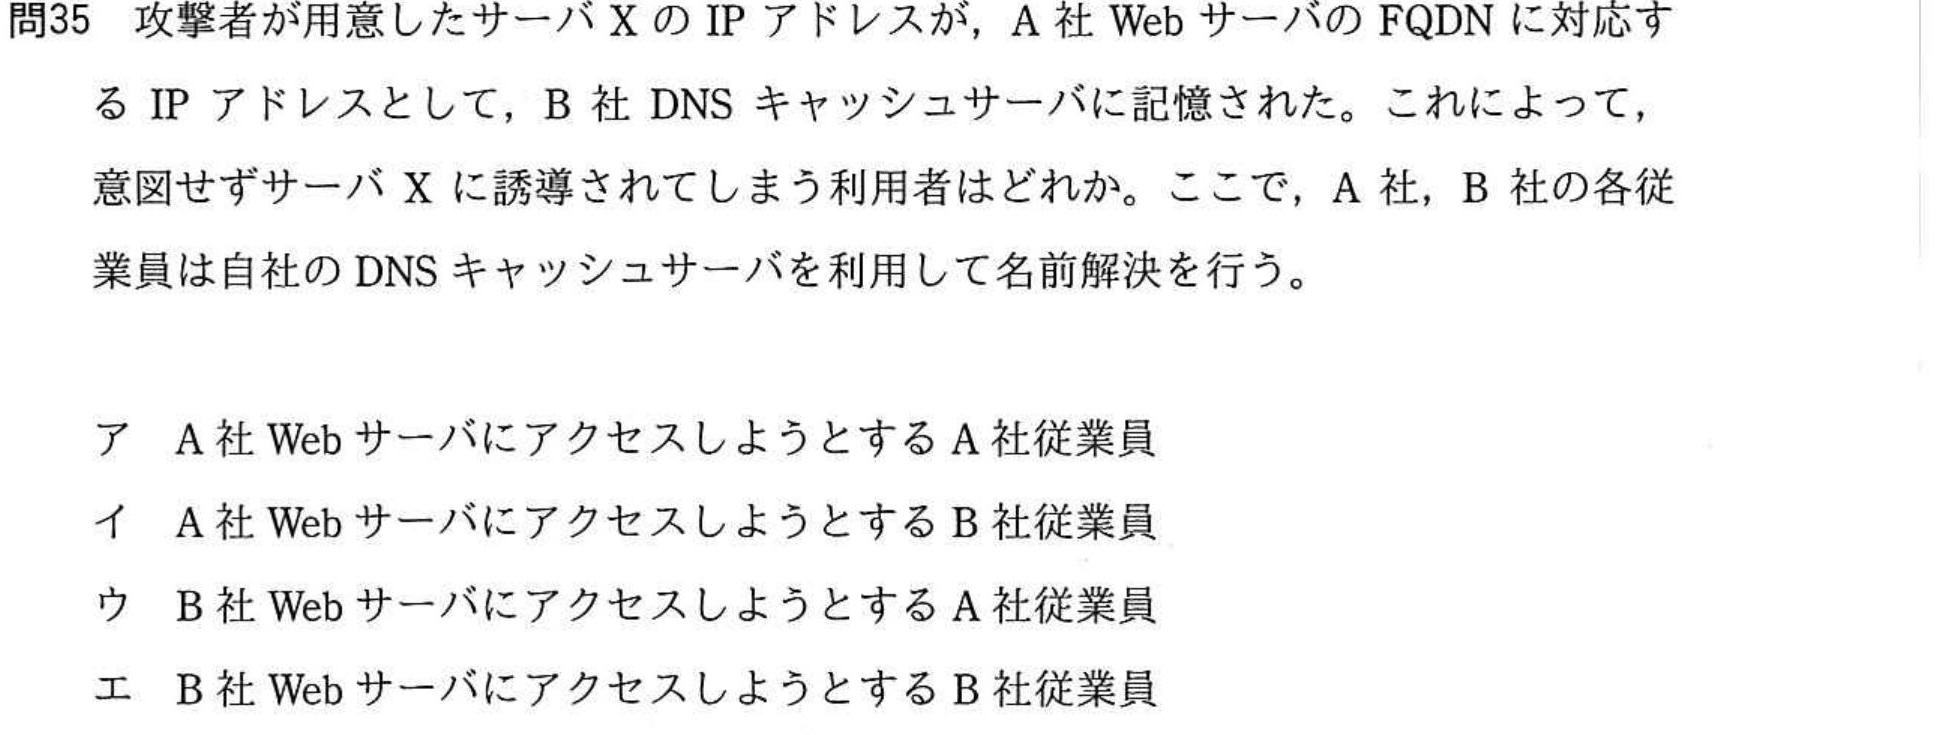 問35 攻撃者が用意したサーバ X の IP アドレスが，A 社 Web サーバの FQDN に対応す
る IP アドレスとして，B 社 DNS キャッシュサーバに記憶された。これによって，
意図せずサーバ X に誘導されてしまう利用者はどれか。ここで，A 社，B 社の各従
業員は自社の DNS キャッシュサーバを利用して名前解決を行う。
ア A 社 Web サーバにアクセスしようとする A 社従業員
イ A 社 Web サーバにアクセスしようとする B 社従業員
ウ B 社 Web サーバにアクセスしようとする A 社従業員
エ B 社 Web サーバにアクセスしようとする B 社従業員